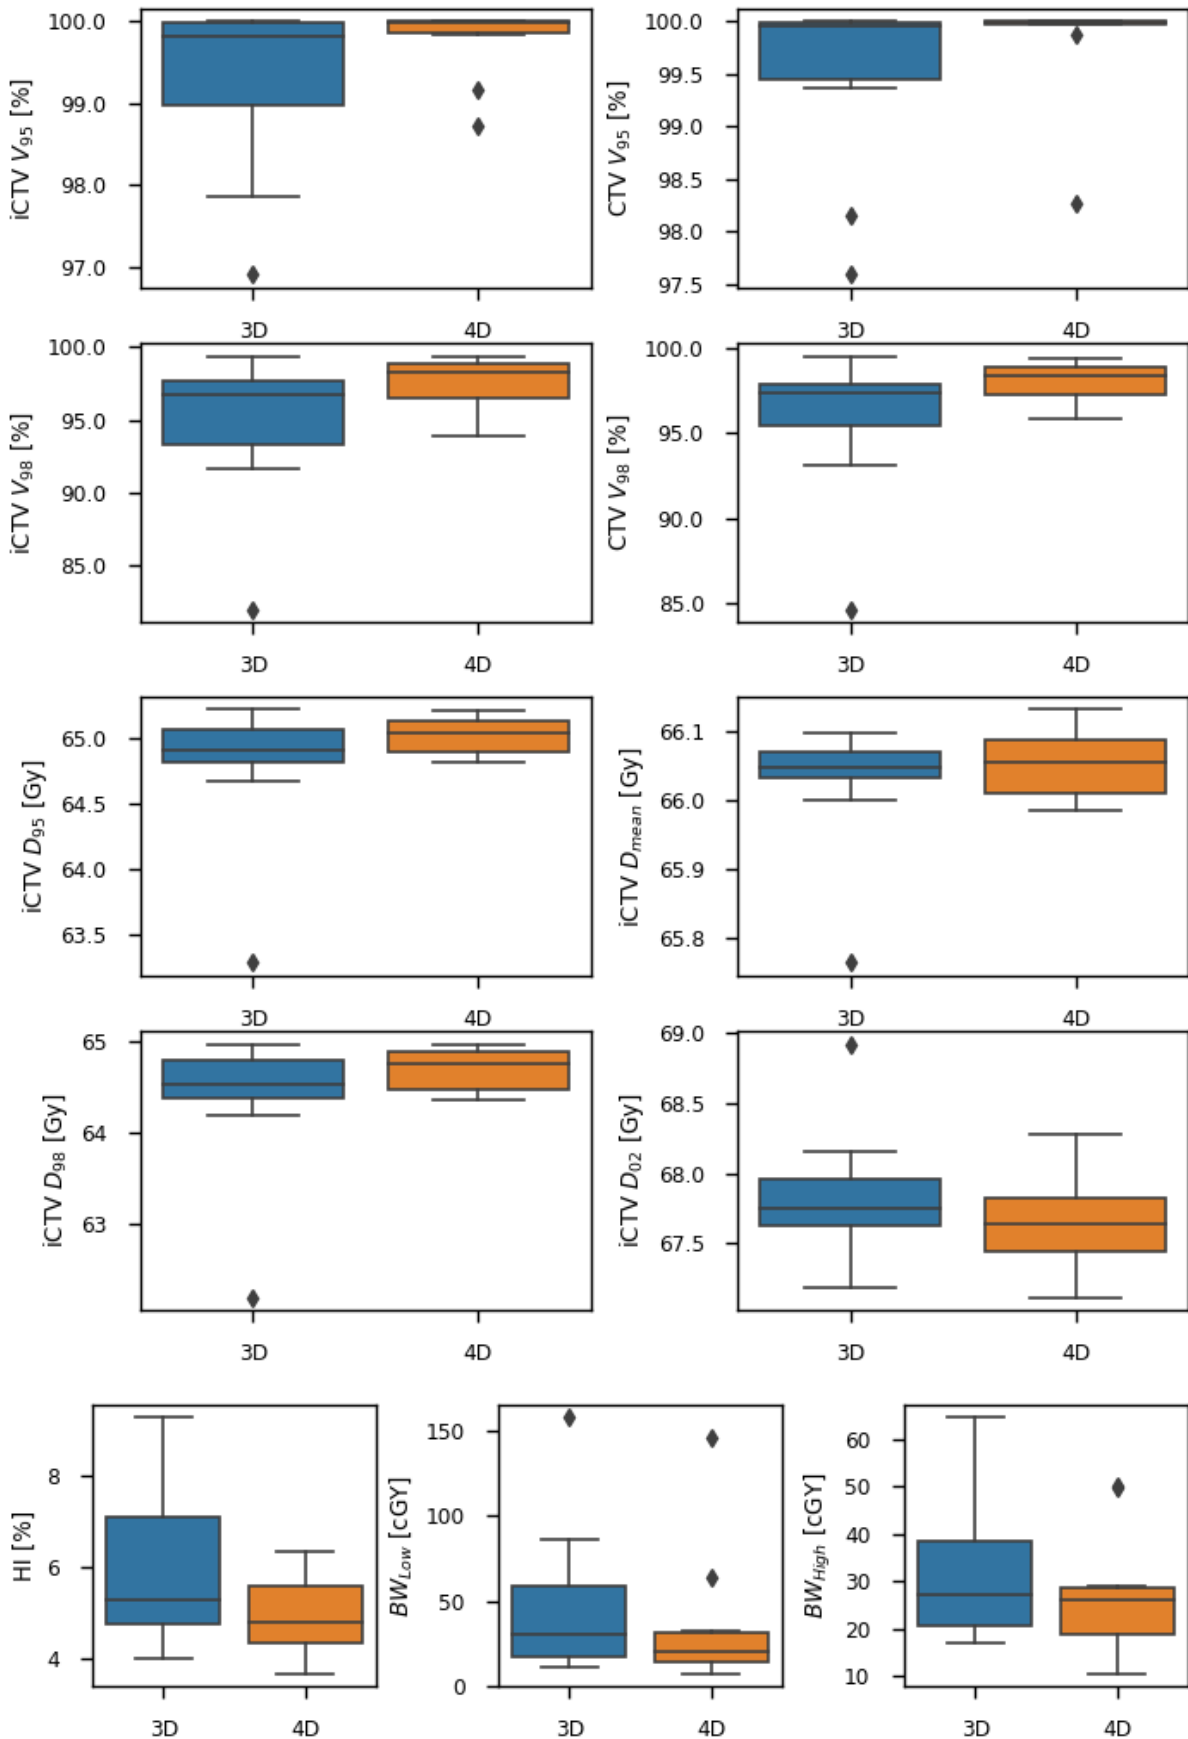 iCTV V95 [%]
100.0
99.0
98.0
97.0
3D 4D
CTV V95 [%]
100.0
99.5
99.0
98.5
98.0
97.5
3D 4D
iCTV V98 [%]
100.0
95.0
90.0
85.0
3D 4D
CTV V98 [%]
100.0
95.0
90.0
85.0
3D 4D
iCTV D95 [Gy]
65.0
64.5
64.0
63.5
3D 4D
iCTV Dmean [Gy]
66.1
66.0
65.9
65.8
3D 4D
iCTV D98 [Gy]
65
64
63
3D 4D
iCTV D02 [Gy]
69.0
68.5
68.0
67.5
3D 4D
HI [%]
8
6
4
3D 4D
BWLow [cGY]
150
100
50
0
3D 4D
BWHigh [cGY]
60
50
40
30
20
10
3D 4D